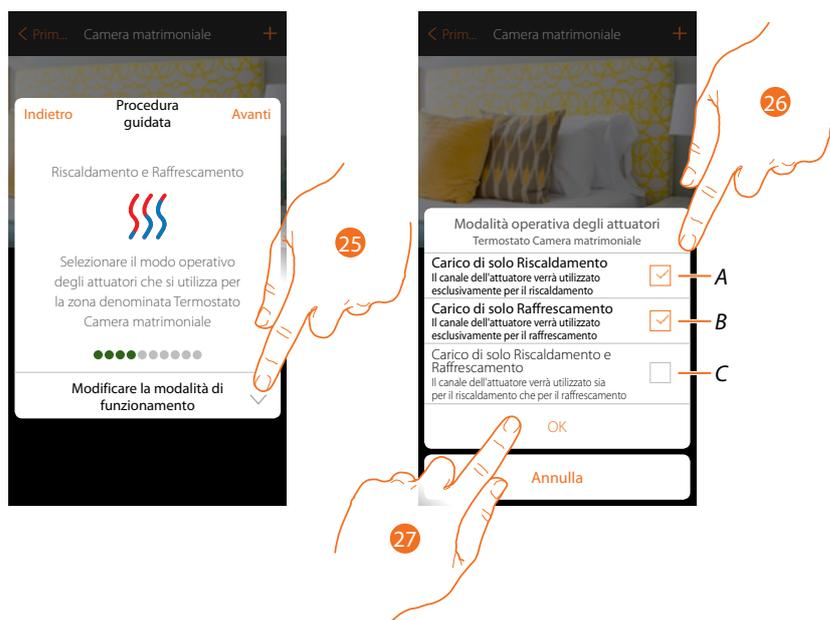 Prim... Camera matrimoniale +
Indietro Procedura guidata Avanti
Riscaldamento e Raffrescamento
Selezionare il modo operativo
degli attuatori che si utilizza per
la zona denominata Termostato
Camera matrimoniale
Modificare la modalità di
funzionamento
25
Prim... Camera matrimoniale +
26
Modalità operativa degli attuatori
Termostato Camera matrimoniale
Carico di solo Riscaldamento
Il canale dell'attuatore verrà utilizzato
esclusivamente per il riscaldamento
A
Carico di solo Raffrescamento
Il canale dell'attuatore verrà utilizzato
esclusivamente per il raffrescamento
B
Carico di solo Riscaldamento e
Raffrescamento
Il canale dell'attuatore verrà utilizzato sia
per il riscaldamento che per il raffrescamento
C
OK
Annulla
27